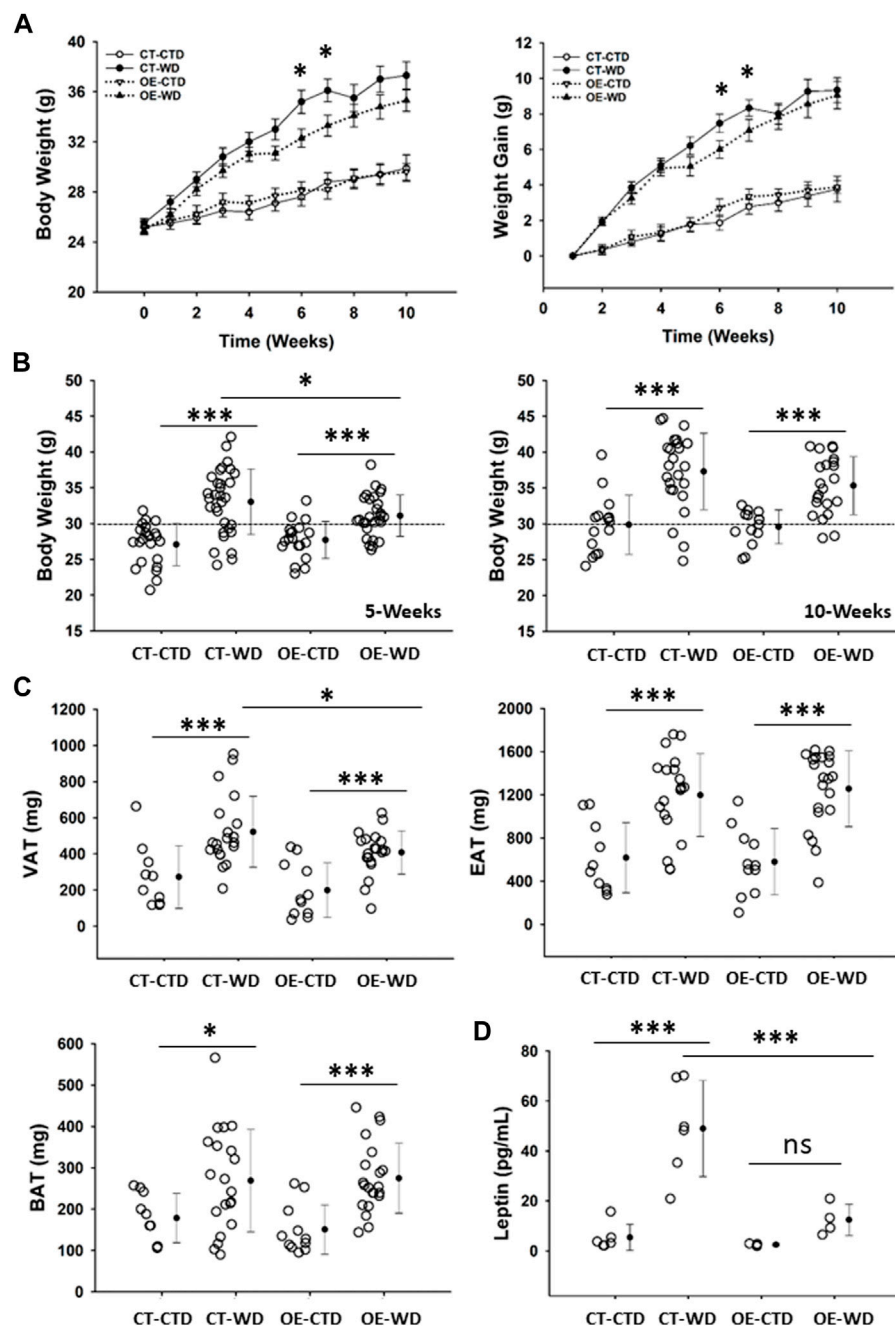 A
CT-CTD
CT-WD
OE-CTD
OE-WD
* *
Body Weight (g)
40
36
32
28
24
20
0 2 4 6 8 10
Time (Weeks)
CT-CTD
CT-WD
OE-CTD
OE-WD
* *
Weight Gain (g)
12
10
8
6
4
2
0
0 2 4 6 8 10
Time (Weeks)
B
Body Weight (g)
50
45
40
35
30
25
20
15
*** * ***
5-Weeks
CT-CTD CT-WD OE-CTD OE-WD
Body Weight (g)
50
45
40
35
30
25
20
15
*** ***
10-Weeks
CT-CTD CT-WD OE-CTD OE-WD
C
VAT (mg)
1200
1000
800
600
400
200
0
*** * ***
CT-CTD CT-WD OE-CTD OE-WD
EAT (mg)
2000
1600
1200
800
400
0
*** ***
CT-CTD CT-WD OE-CTD OE-WD
BAT (mg)
600
500
400
300
200
100
0
* ***
CT-CTD CT-WD OE-CTD OE-WD
D
Leptin (pg/mL)
80
60
40
20
0
*** *** ns
CT-CTD CT-WD OE-CTD OE-WD